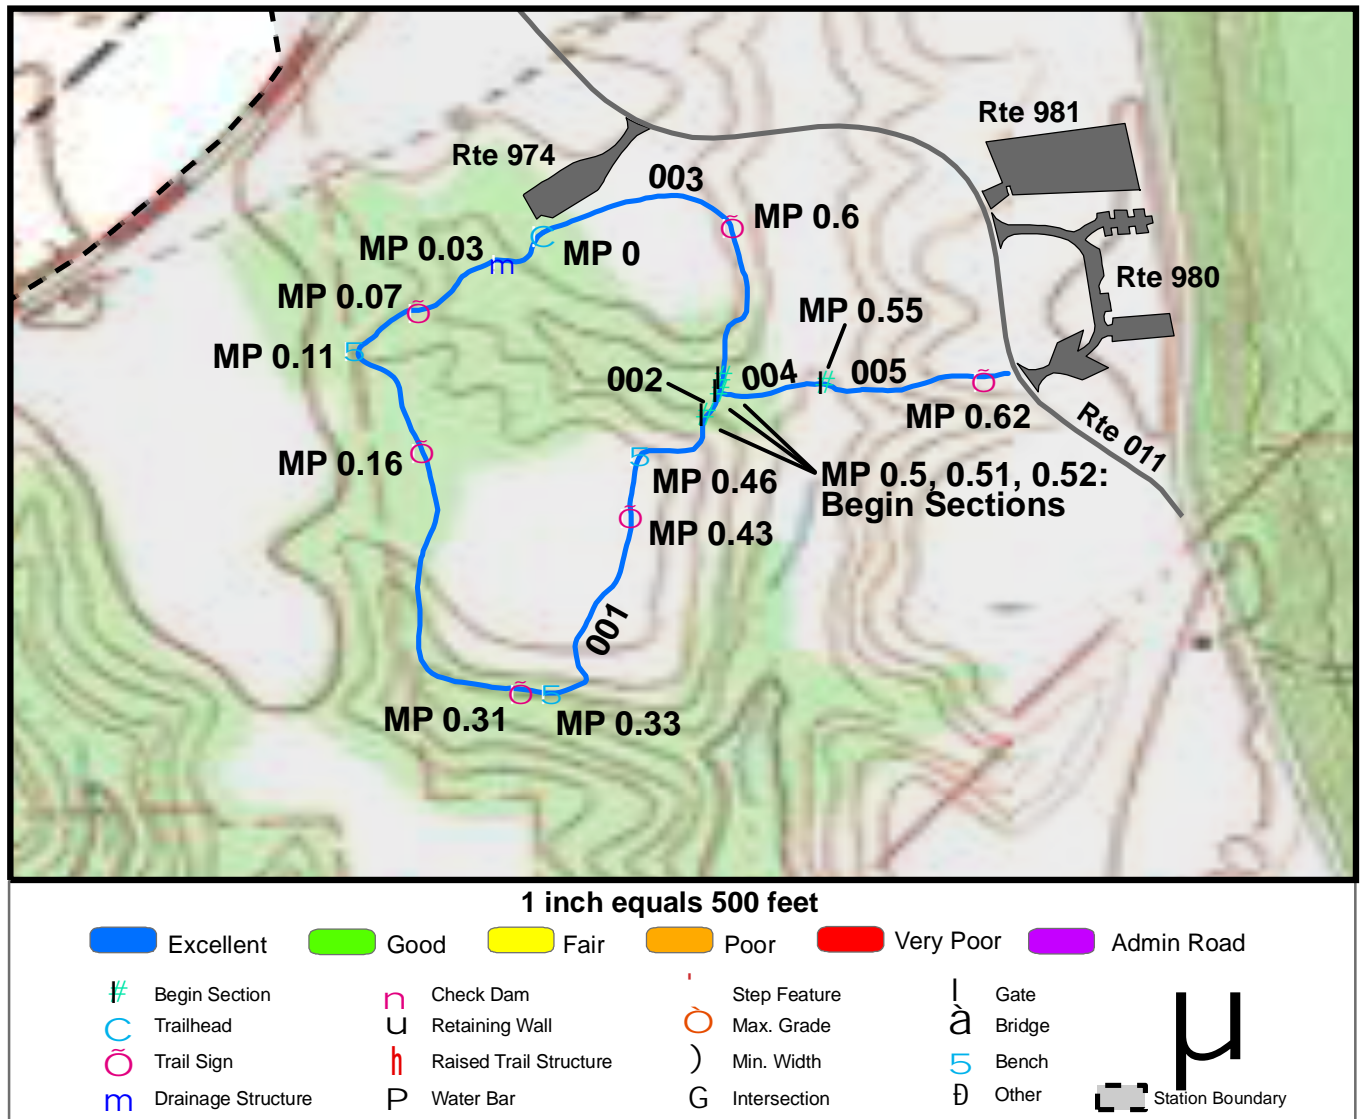 Rte 981
Rte 974
003
MP 0.6
MP 0.03
MP 0
m
Rte 980
MP 0.07
MP 0.55
MP 0.11
5
002
004
005
MP 0.62
Rte 011
MP 0.16
5
MP 0.46
MP 0.5, 0.51, 0.52:
Begin Sections
MP 0.43
001
MP 0.31
5
MP 0.33
1 inch equals 500 feet
Excellent
Good
Fair
Poor
Very Poor
Admin Road
# Begin Section
n Check Dam
' Step Feature
l Gate
C Trailhead
u Retaining Wall
Ò Max. Grade
à Bridge
Õ Trail Sign
h Raised Trail Structure
) Min. Width
5 Bench
m Drainage Structure
P Water Bar
G Intersection
Ð Other
µ
Station Boundary